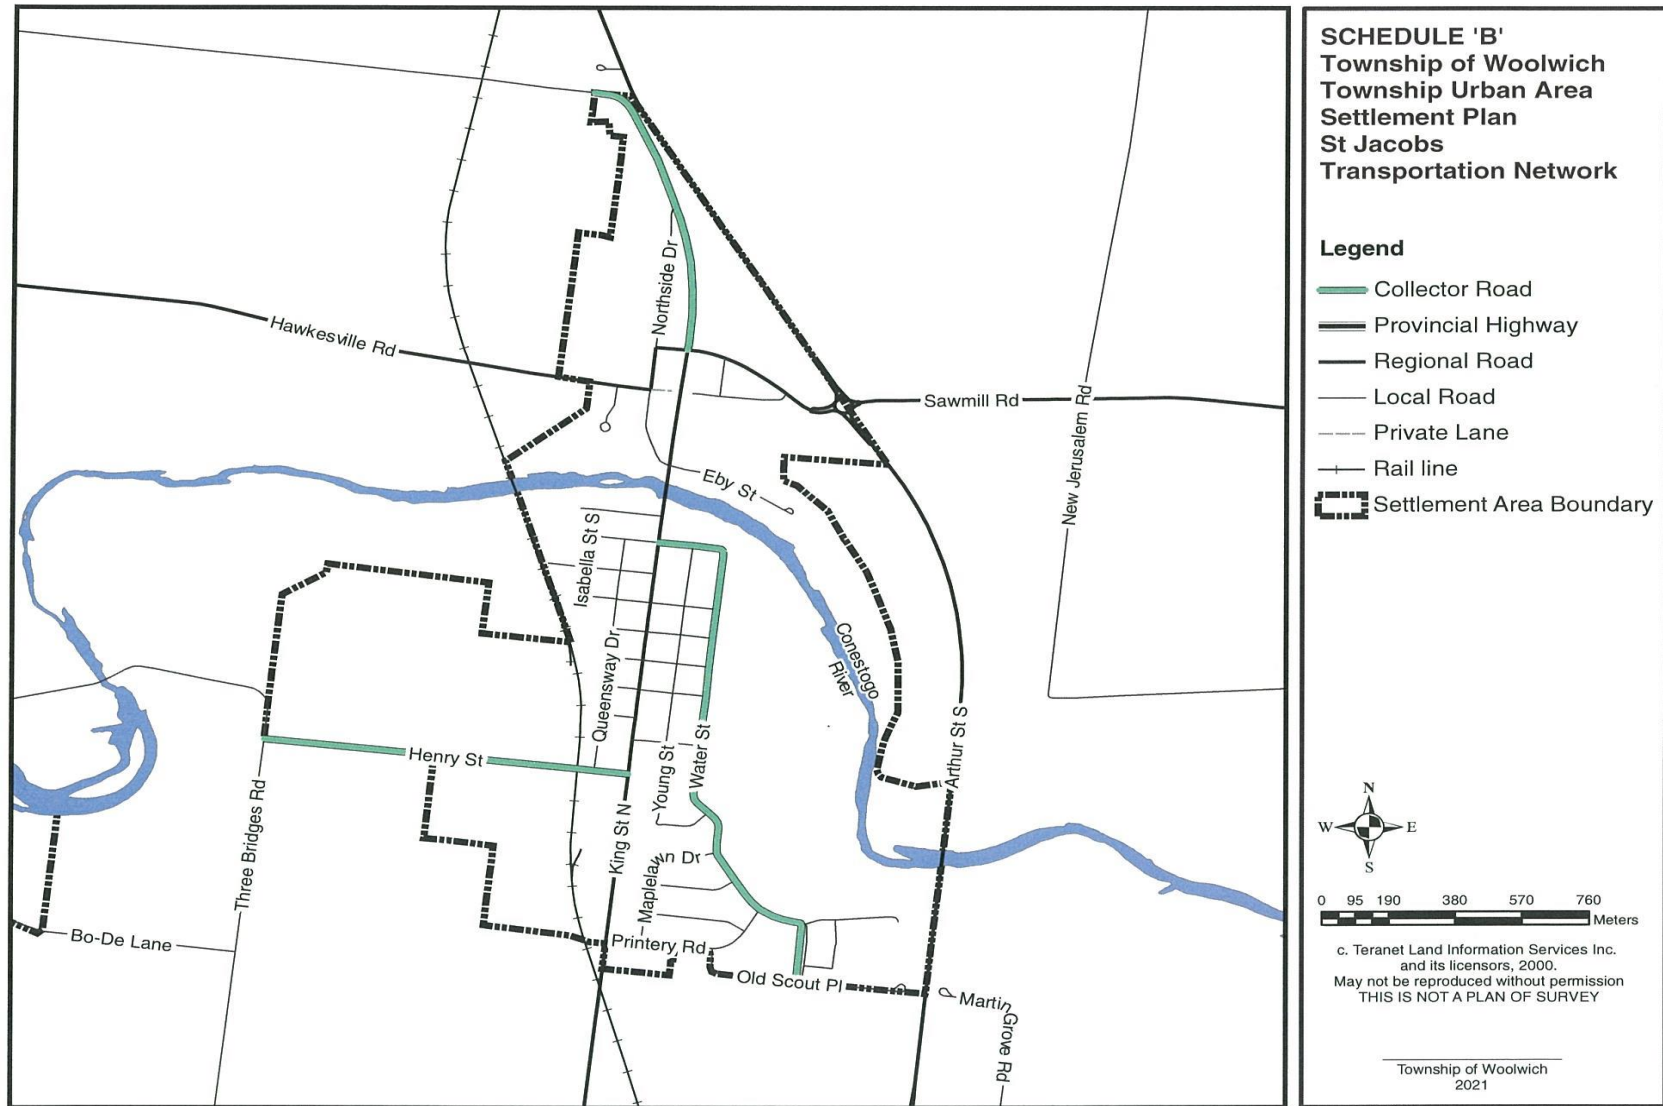 SCHEDULE 'B'
Township of Woolwich
Township Urban Area
Settlement Plan
St Jacobs
Transportation Network
Legend
Collector Road
Provincial Highway
Regional Road
Local Road
Private Lane
Rail line
Settlement Area Boundary
N
W E
S
0 95 190 380 570 760
Meters
c. Teranet Land Information Services Inc.
and its licensors, 2000.
May not be reproduced without permission
THIS IS NOT A PLAN OF SURVEY
Township of Woolwich
2021
Hawkesville Rd
Northside Dr
Sawmill Rd
New Jerusalem Rd
Eby St
Isabella St S
Queensway Dr
Conestogo
River
Henry St
Young St
Water St
Arthur St S
Three Bridges Rd
King St N
Maplelawn Dr
Bo-De Lane
Printery Rd
Old Scout Pl
Martin Grove Rd